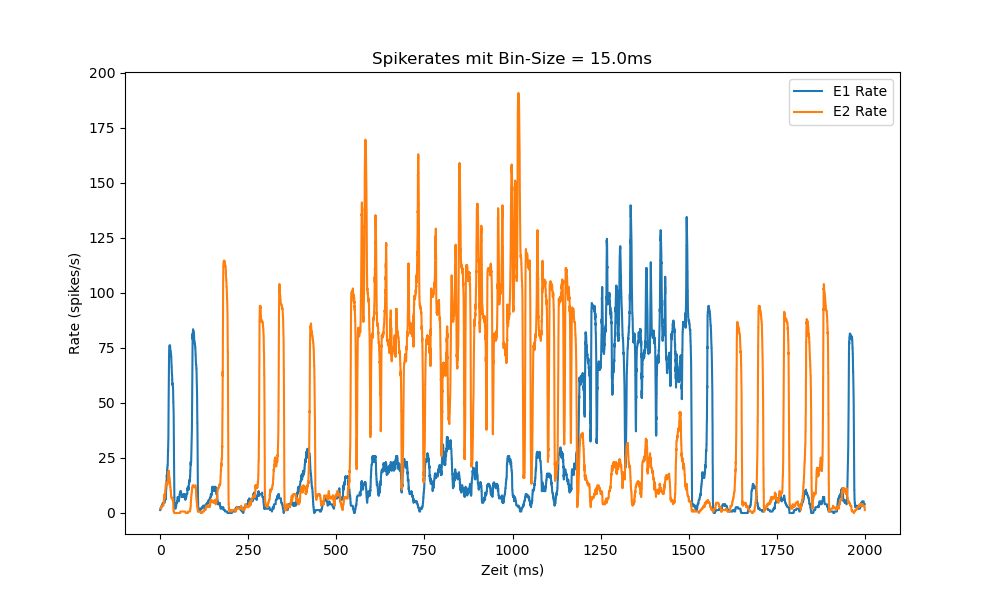 Spikerates mit Bin-Size = 15.0ms
E1 Rate
E2 Rate
Rate (spikes/s)
200
175
150
125
100
75
50
25
0
0 250 500 750 1000 1250 1500 1750 2000
Zeit (ms)